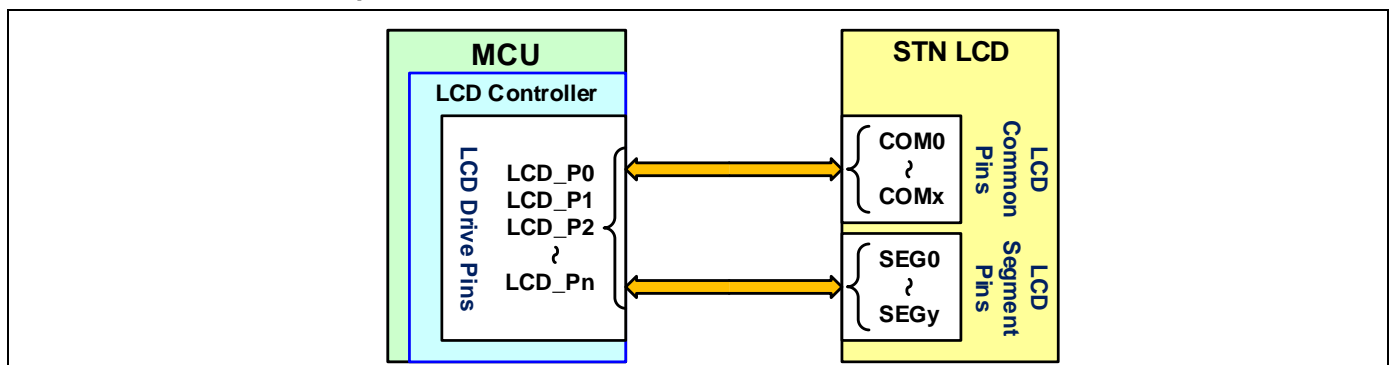 MCU
LCD Controller
LCD Drive Pins
LCD_P0
LCD_P1
LCD_P2
~
LCD_Pn
STN LCD
COM0
~
COMx
LCD
Common
Pins
SEG0
~
SEGy
LCD
Segment
Pins